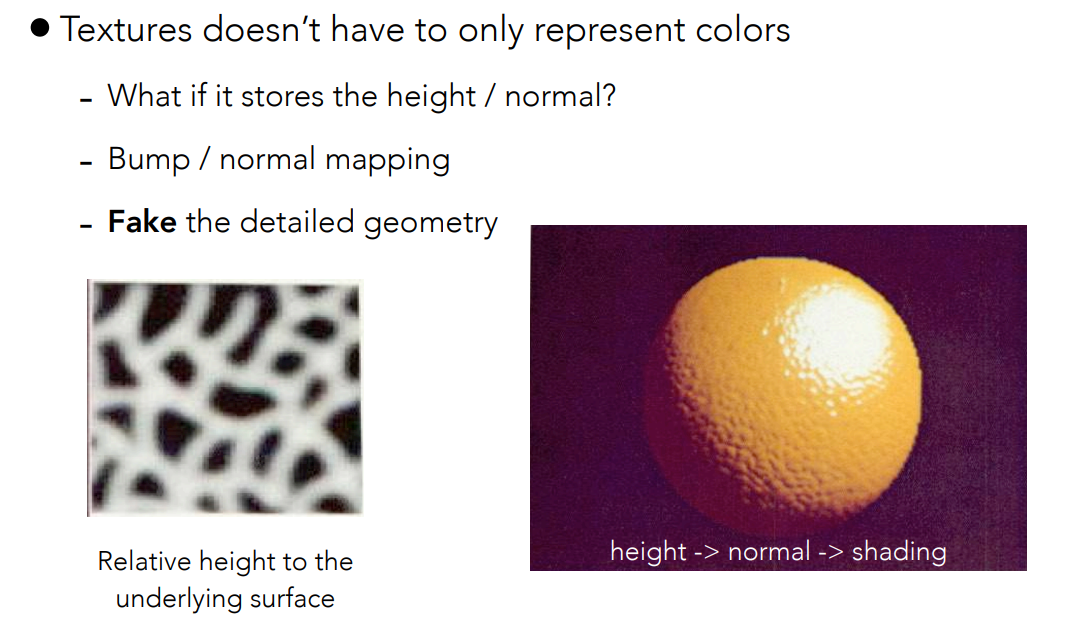 ● Textures doesn't have to only represent colors
- What if it stores the height / normal?
- Bump / normal mapping
- Fake the detailed geometry
Relative height to the
underlying surface
height -> normal -> shading